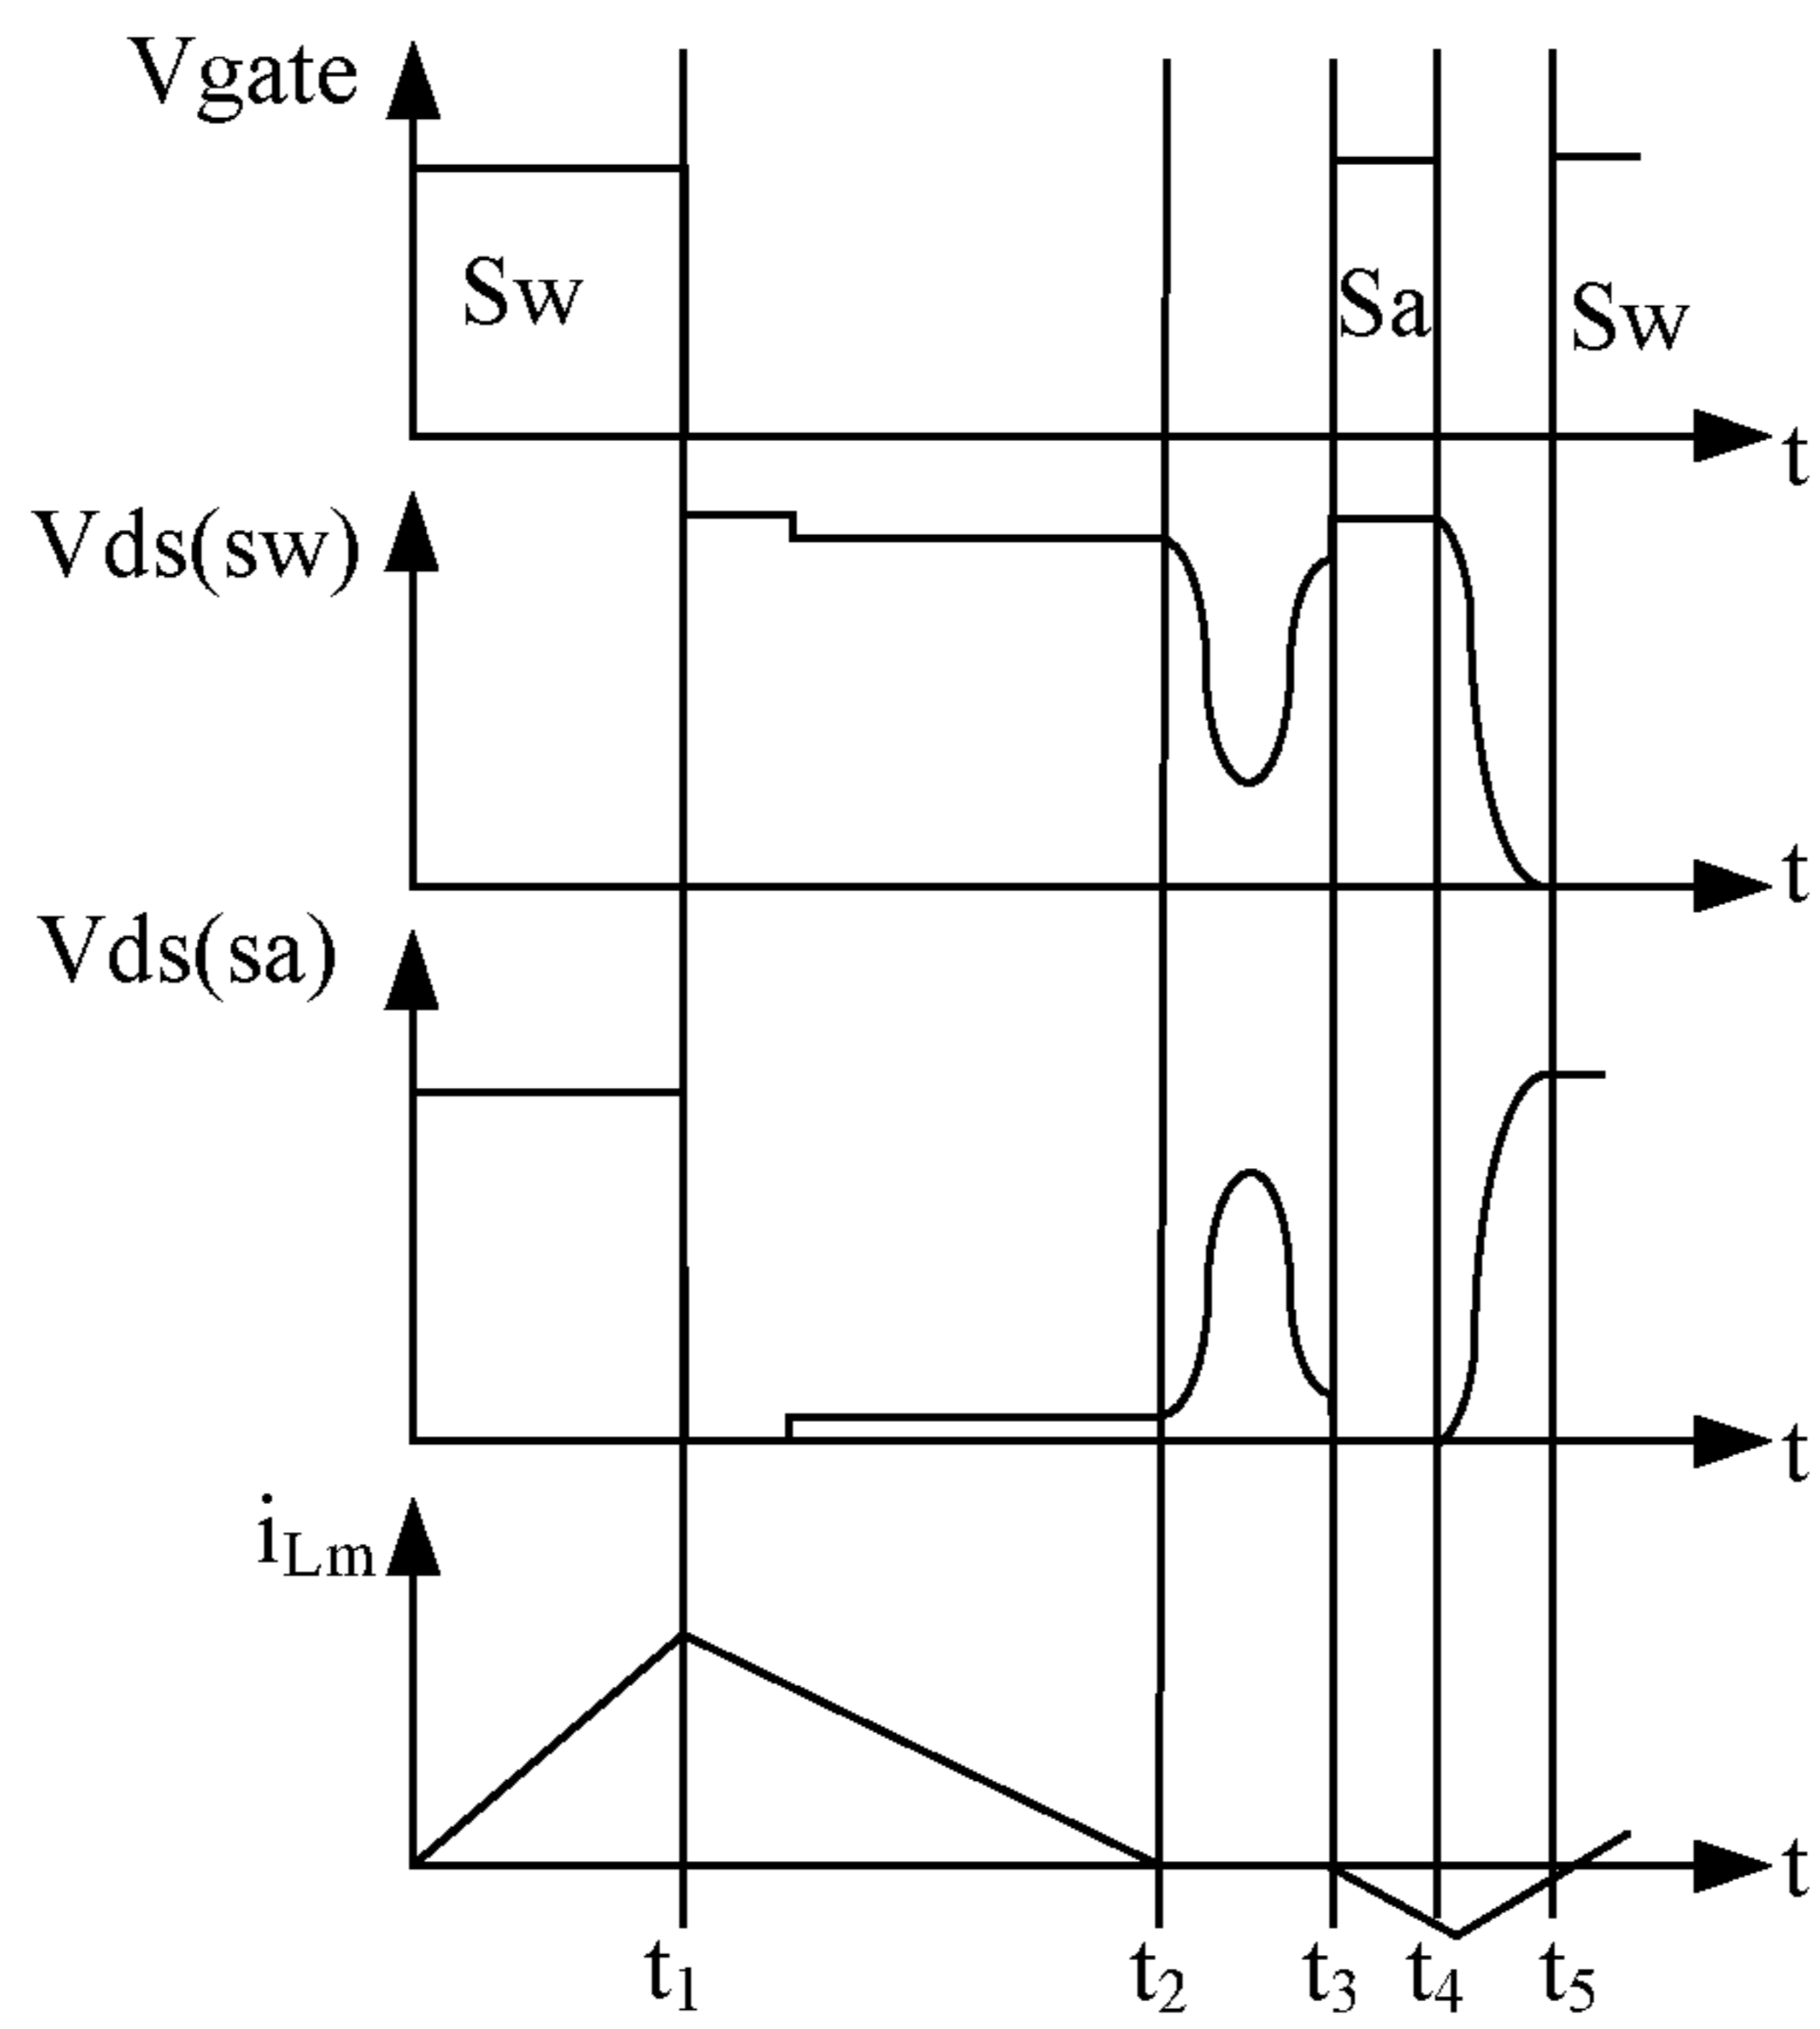 Vgate
Sw Sa Sw
t
Vds(sw)
t
Vds(sa)
t
iLm
t
t1 t2 t3 t4 t5